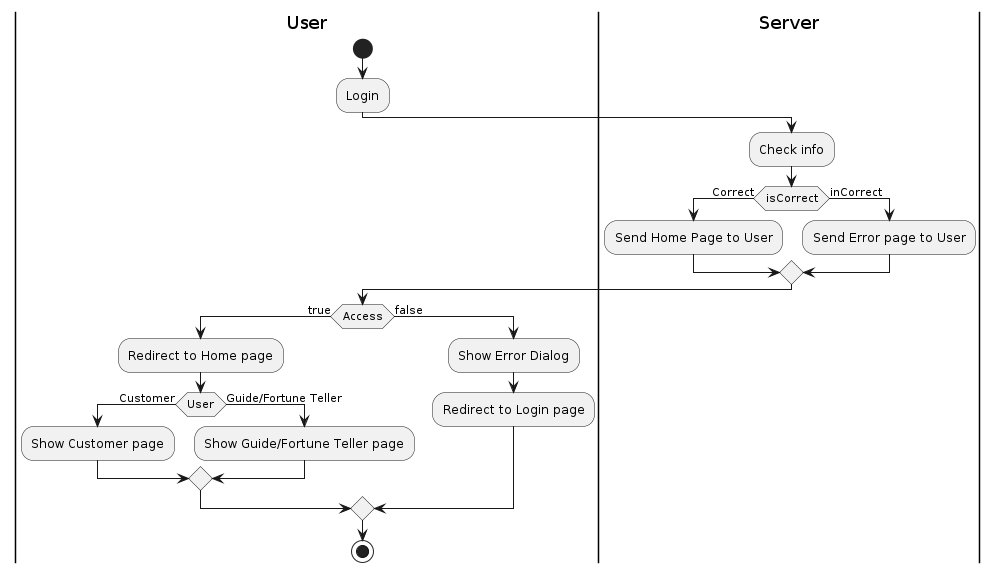 User
Server
Login
Check info
Correct
isCorrect
inCorrect
Send Home Page to User
Send Error page to User
true
Access
false
Redirect to Home page
Show Error Dialog
Customer
User
Guide/Fortune Teller
Redirect to Login page
Show Customer page
Show Guide/Fortune Teller page